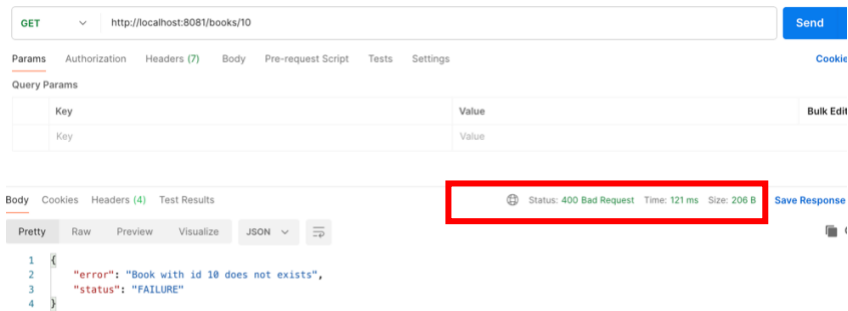 GET http://localhost:8081/books/10 Send
Params Authorization Headers (7) Body Pre-request Script Tests Settings Cookie
Query Params
Key Value Bulk Edit
Key Value
Body Cookies Headers (4) Test Results Status: 400 Bad Request Time: 121 ms Size: 206 B Save Response
Pretty Raw Preview Visualize JSON
1 {
2 "error": "Book with id 10 does not exists",
3 "status": "FAILURE"
4 }